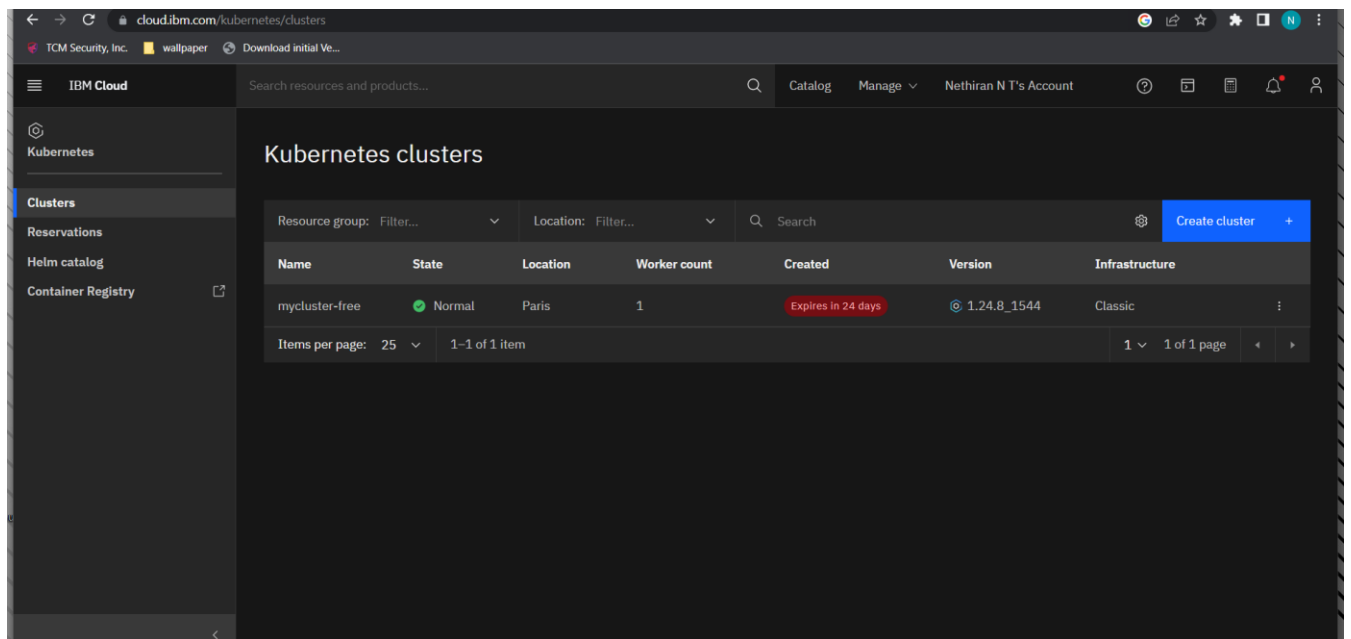 cloud.ibm.com/kubernetes/clusters
TCM Security, Inc. wallpaper Download initial Ve...
IBM Cloud Search resources and products... Catalog Manage Nethiran N T's Account
Kubernetes
Kubernetes clusters
Clusters
Reservations
Helm catalog
Container Registry
Resource group: Filter... Location: Filter... Search Create cluster +
Name State Location Worker count Created Version Infrastructure
mycluster-free Normal Paris 1 Expires in 24 days 1.24.8_1544 Classic
Items per page: 25 1–1 of 1 item 1 1 of 1 page
N